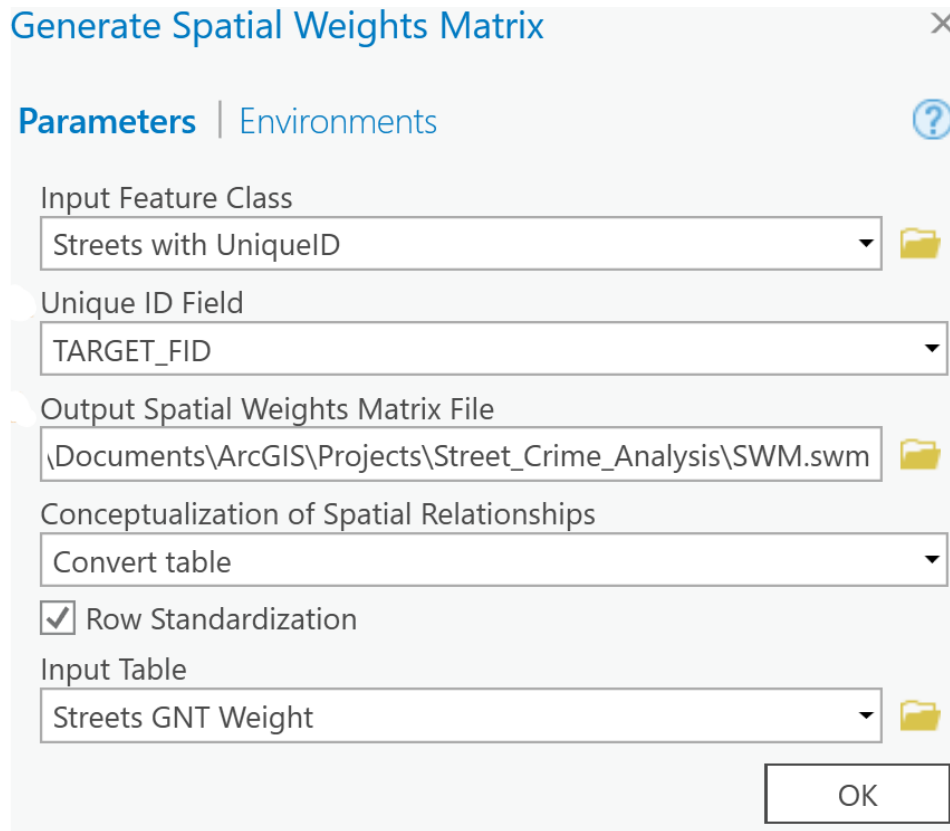 Generate Spatial Weights Matrix
Parameters | Environments
?
Input Feature Class
Streets with UniqueID
Unique ID Field
TARGET_FID
Output Spatial Weights Matrix File
\Documents\ArcGIS\Projects\Street_Crime_Analysis\SWM.swm
Conceptualization of Spatial Relationships
Convert table
Row Standardization
Input Table
Streets GNT Weight
OK